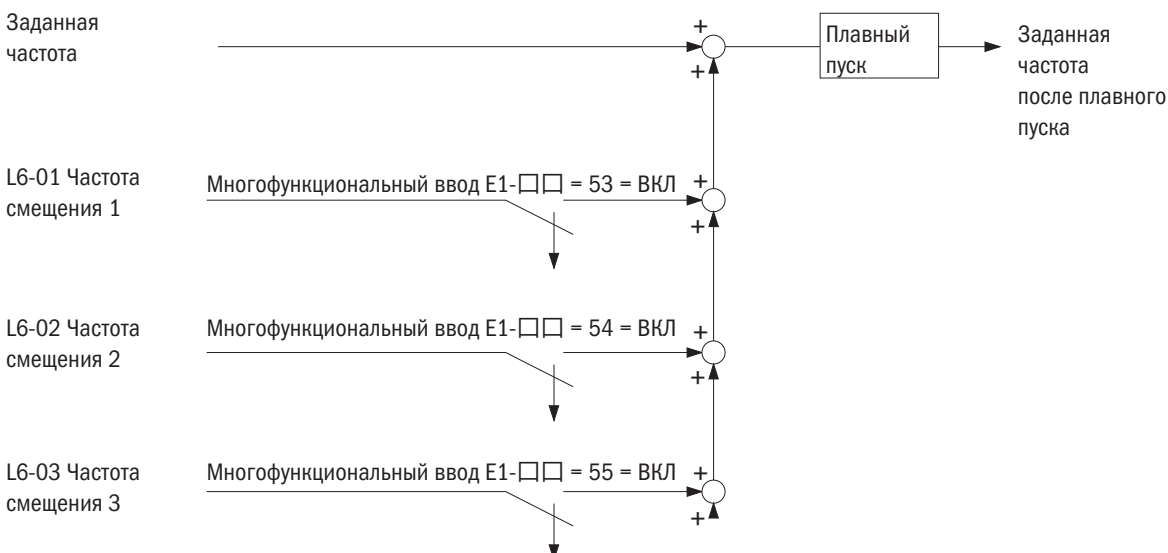 Заданная
частота
+
+
Плавный
пуск
Заданная
частота
после плавного
пуска
L6-01 Частота
смещения 1
Многофункциональный ввод E1-□□ = 53 = ВКЛ
+
+
L6-02 Частота
смещения 2
Многофункциональный ввод E1-□□ = 54 = ВКЛ
+
+
L6-03 Частота
смещения 3
Многофункциональный ввод E1-□□ = 55 = ВКЛ
+
+